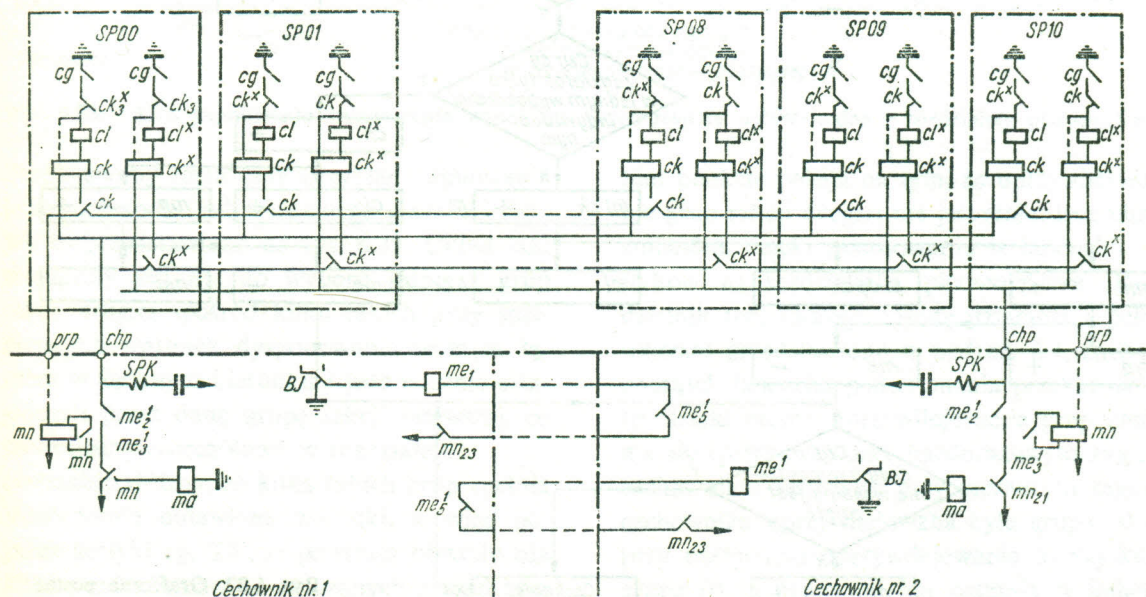 SP00 SP01 SP08 SP09 SP10
cg cg cg cg cg cg cg cg cg cg
ck₃ˣ ck₃ ckˣ ck ckˣ ck ckˣ ck ckˣ ck
cl clˣ cl clˣ cl clˣ cl clˣ cl clˣ
ck ckˣ ck ckˣ ck ckˣ ck ckˣ ck ckˣ
ck ck ck ck ck
ckˣ ckˣ ckˣ ckˣ ckˣ
prp chp chp prp
SPK BJ me₁ SPK
me₂¹ me₅¹ me₂¹
mn me₃¹ mn₂₃ me₃¹ mn
mn mn ma me₅¹ me¹ BJ ma mn₂₁
mn₂₃
Cechownik nr. 1 Cechownik nr. 2